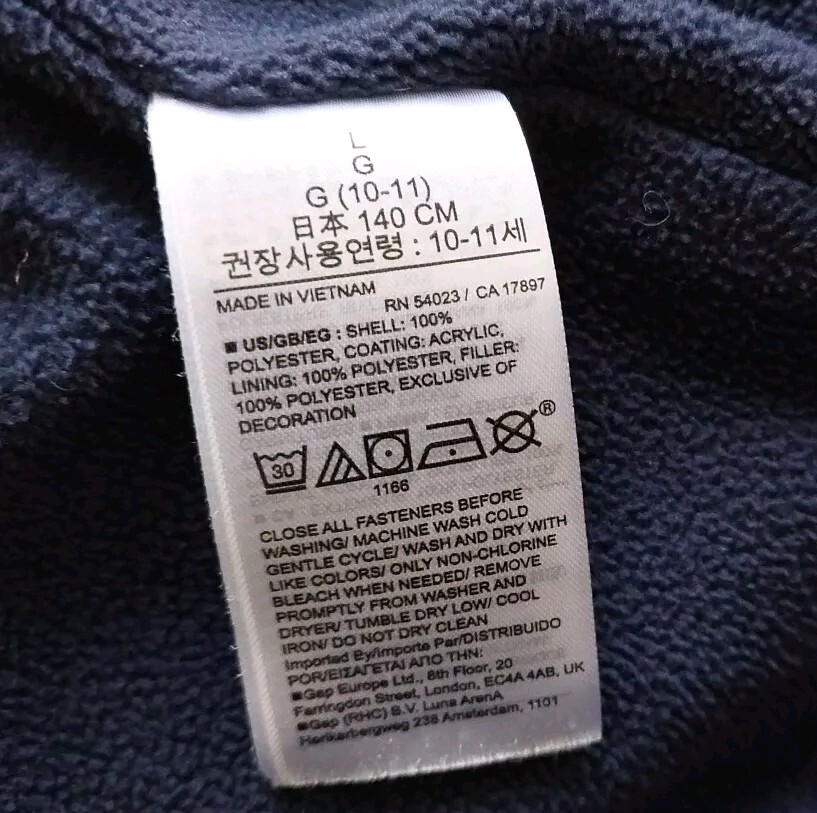 L
G
G (10-11)
日本 140 CM
권장사용연령 : 10-11세
MADE IN VIETNAM
RN 54023 / CA 17897
■ US/GB/EG : SHELL: 100%
POLYESTER, COATING: ACRYLIC,
LINING: 100% POLYESTER, FILLER:
100% POLYESTER, EXCLUSIVE OF
DECORATION
30
®
1166
CLOSE ALL FASTENERS BEFORE
WASHING/ MACHINE WASH COLD
GENTLE CYCLE/ WASH AND DRY WITH
LIKE COLORS/ ONLY NON-CHLORINE
BLEACH WHEN NEEDED/ REMOVE
PROMPTLY FROM WASHER AND
DRYER/ TUMBLE DRY LOW/ COOL
IRON/ DO NOT DRY CLEAN
Imported By/Importe Par/DISTRIBUIDO
POR/ΕΙΣΑΓΕΤΑΙ ΑΠΟ ΤΗΝ:
■Gap Europe Ltd., 8th Floor, 20
Farringdon Street, London, EC4A 4AB, UK
■Gap (RHC) B.V. Luna ArenA
Herikerbergweg 238 Amsterdam, 1101